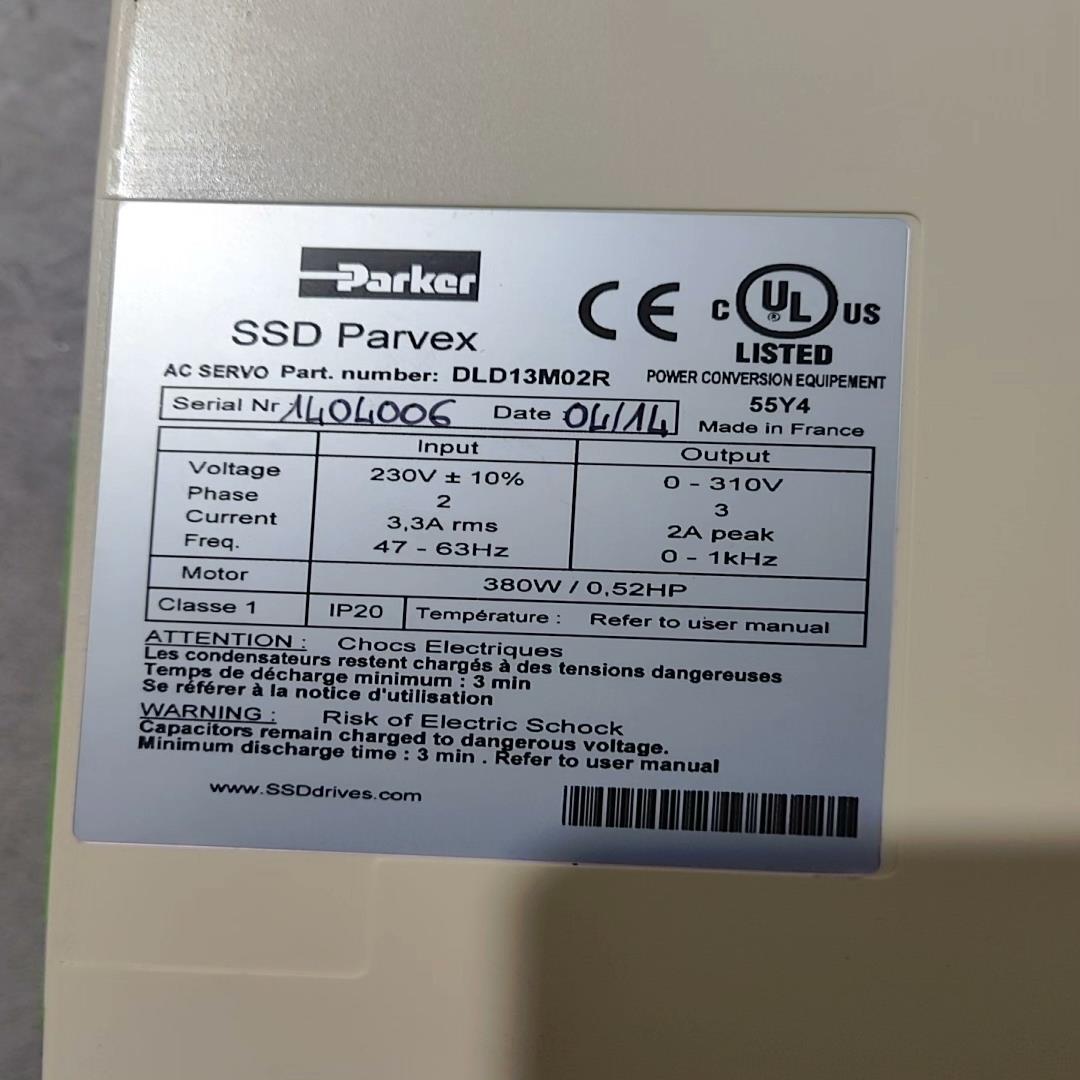 Parker
SSD Parvex
CE
C UL US
®
LISTED
AC SERVO Part. number: DLD13M02R
POWER CONVERSION EQUIPEMENT
Serial Nr 1404006 Date 04/14
55Y4
Made in France
Input Output
Voltage 230V ± 10% 0 - 310V
Phase 2 3
Current 3,3A rms 2A peak
Freq. 47 - 63Hz 0 - 1kHz
Motor 380W / 0,52HP
Classe 1 IP20 Température : Refer to user manual
ATTENTION : Chocs Electriques
Les condensateurs restent chargés à des tensions dangereuses
Temps de décharge minimum : 3 min
Se référer à la notice d'utilisation
WARNING : Risk of Electric Schock
Capacitors remain charged to dangerous voltage.
Minimum discharge time : 3 min . Refer to user manual
www.SSDdrives.com